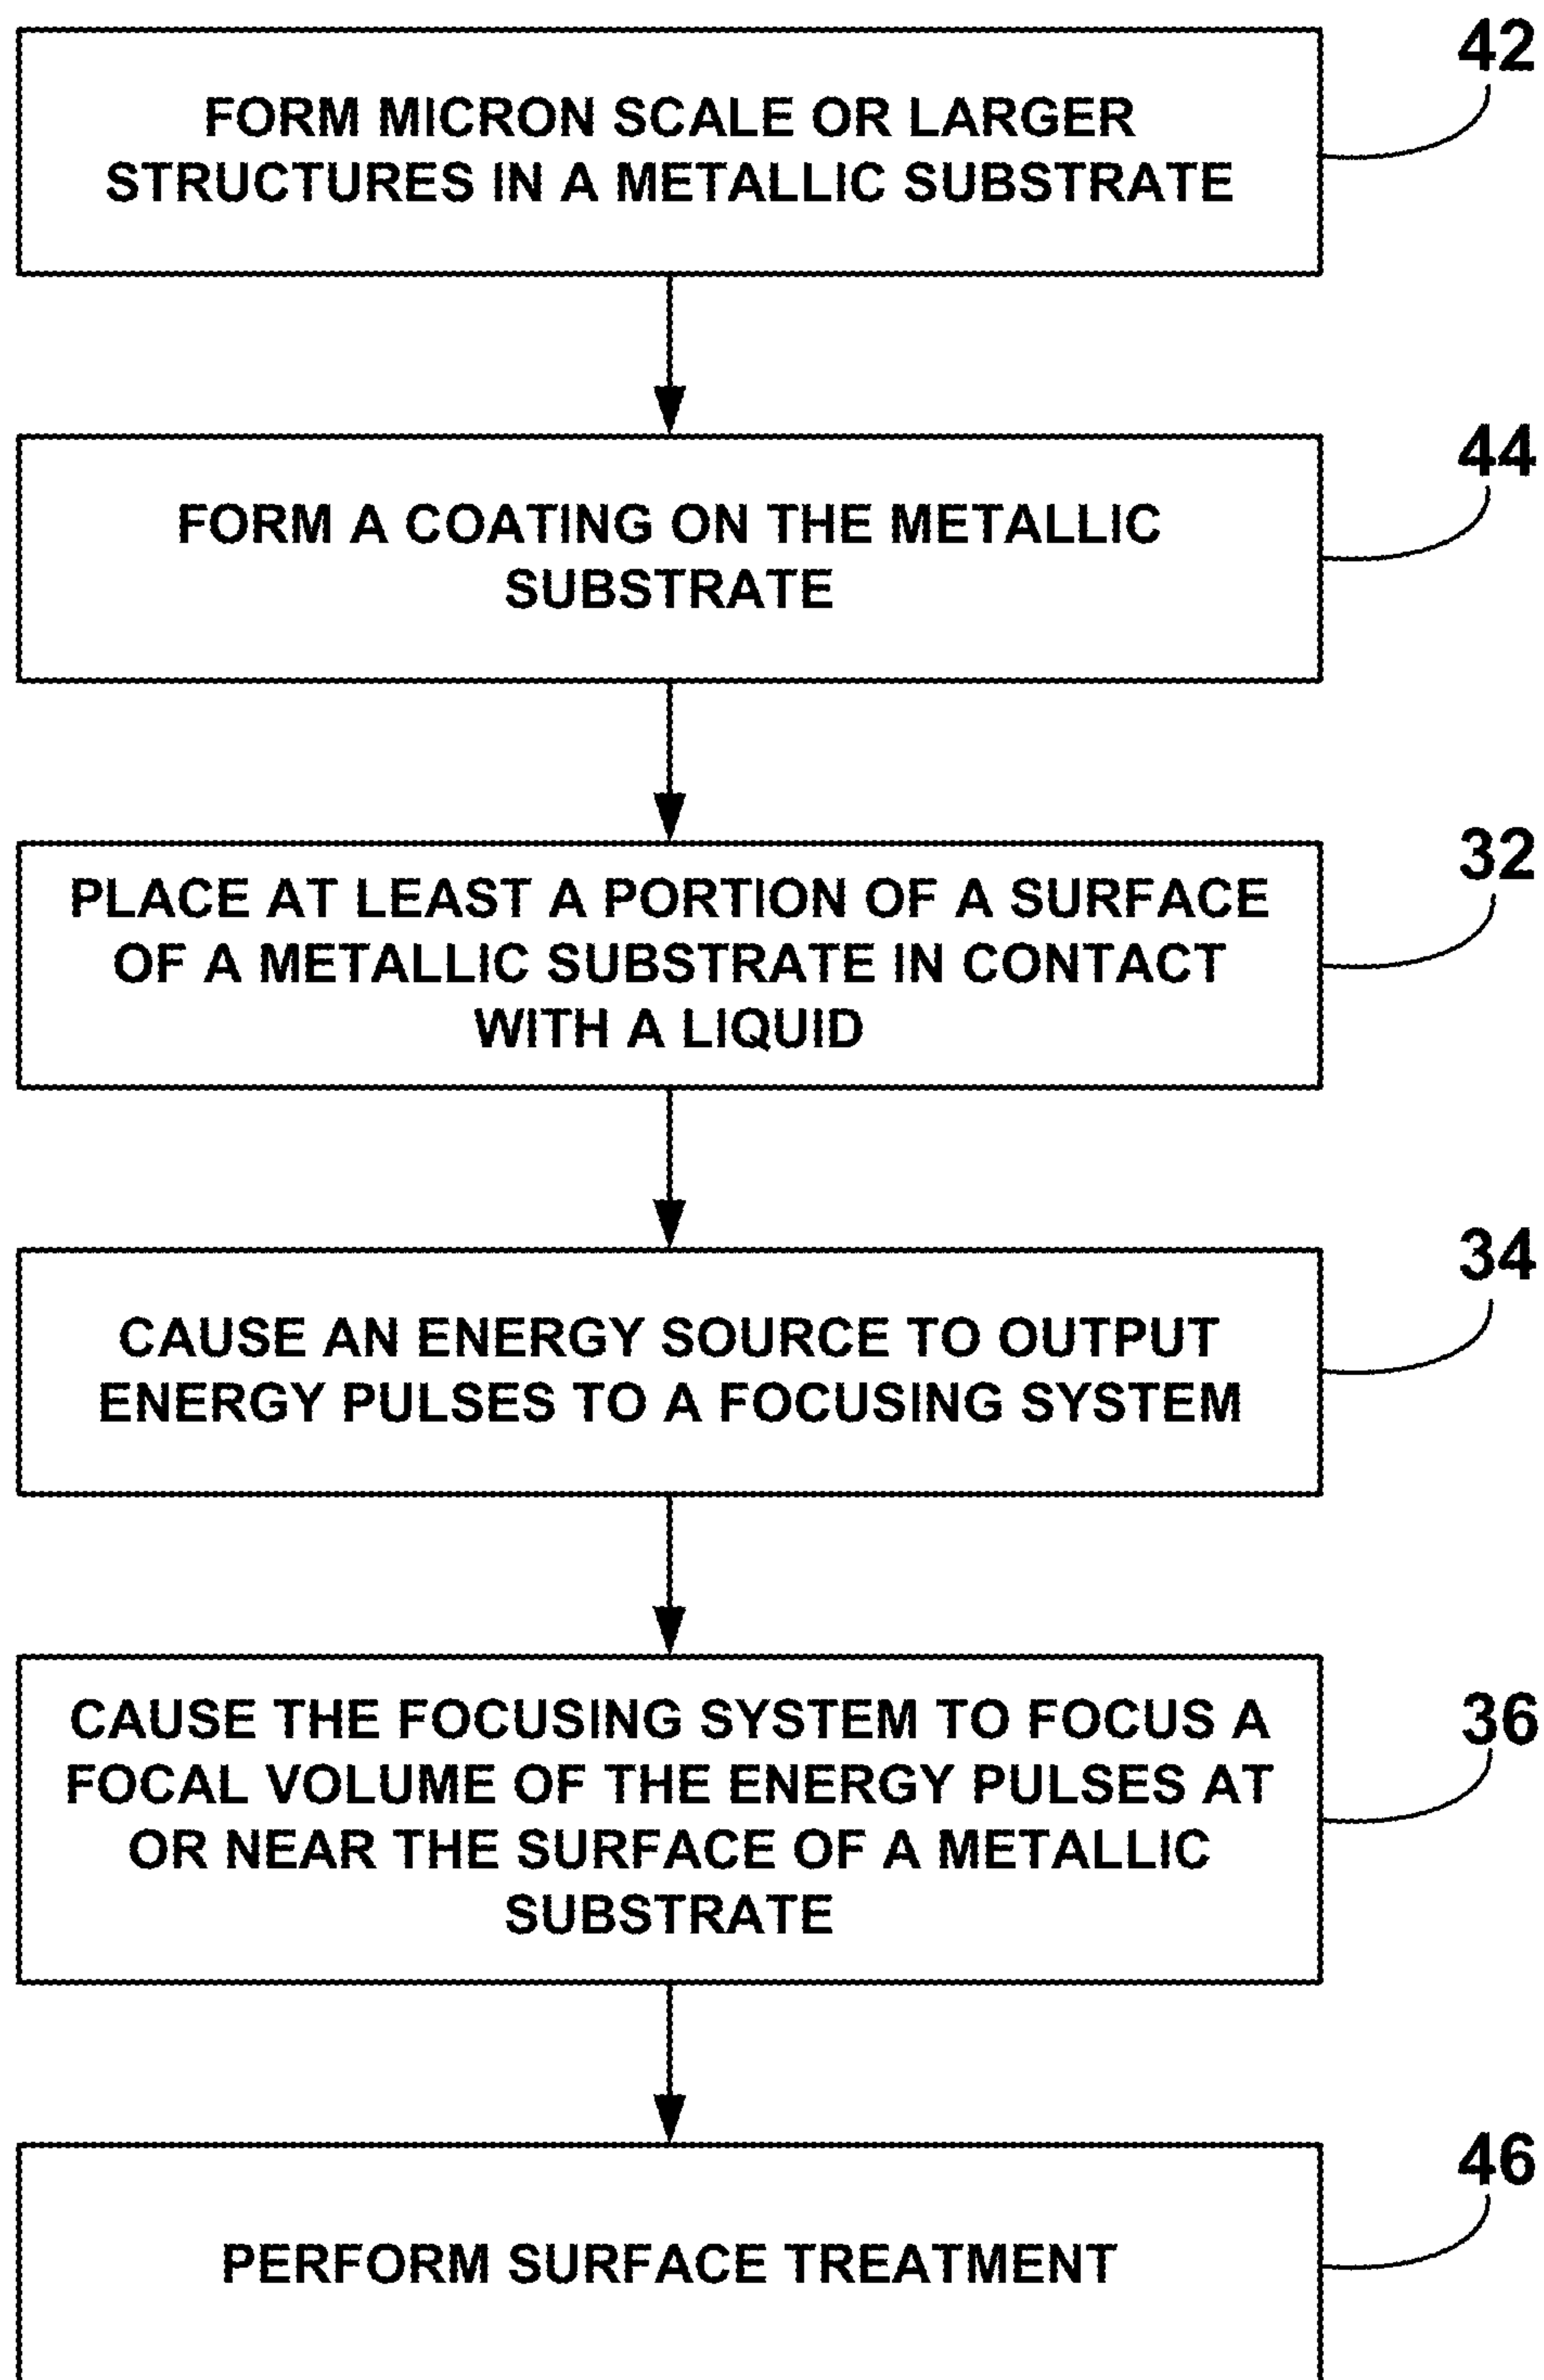 42
FORM MICRON SCALE OR LARGER
STRUCTURES IN A METALLIC SUBSTRATE
44
FORM A COATING ON THE METALLIC
SUBSTRATE
32
PLACE AT LEAST A PORTION OF A SURFACE
OF A METALLIC SUBSTRATE IN CONTACT
WITH A LIQUID
34
CAUSE AN ENERGY SOURCE TO OUTPUT
ENERGY PULSES TO A FOCUSING SYSTEM
36
CAUSE THE FOCUSING SYSTEM TO FOCUS A
FOCAL VOLUME OF THE ENERGY PULSES AT
OR NEAR THE SURFACE OF A METALLIC
SUBSTRATE
46
PERFORM SURFACE TREATMENT